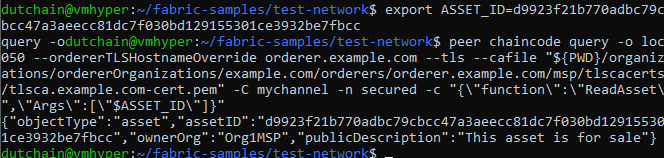 dutchain@vmhyper:~/fabric-samples/test-network$ export ASSET_ID=d9923f21b770adbc79c
bcc47a3aeecc81dc7f030bd129155301ce3932be7fbcc
query -odutchain@vmhyper:~/fabric-samples/test-network$ peer chaincode query -o loc
050 --ordererTLSHostnameOverride orderer.example.com --tls --cafile "${PWD}/organiz
ations/ordererOrganizations/example.com/orderers/orderer.example.com/msp/tlscacerts
/tlsca.example.com-cert.pem" -C mychannel -n secured -c "{\"function\":\"ReadAsset\
",\"Args\":[\"$ASSET_ID\"]}"
{"objectType":"asset","assetID":"d9923f21b770adbc79cbcc47a3aeecc81dc7f030bd12915530
1ce3932be7fbcc","ownerOrg":"Org1MSP","publicDescription":"This asset is for sale"}
dutchain@vmhyper:~/fabric-samples/test-network$